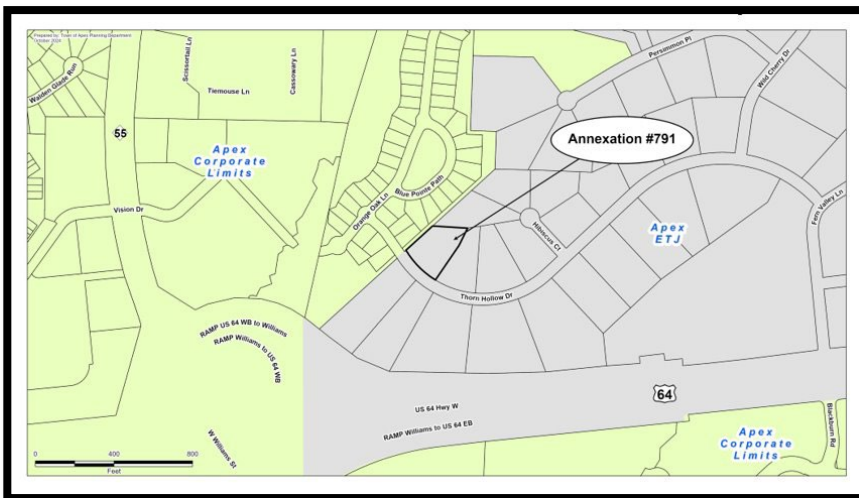 Prepared by: Town of Apex Planning Department
October 2024
Walden Glade Run
Scissortail Ln
Tiemouse Ln
Cassowary Ln
Persimmon Pl
Wild Cherry Dr
55
Apex
Corporate
Limits
Annexation #791
Blue Pointe Path
Orange Oak Ln
Vision Dr
Hibiscus Ct
Apex
ETJ
Fern Valley Ln
Thorn Hollow Dr
RAMP US 64 WB to Williams
RAMP Williams to US 64 WB
64
US 64 Hwy W
RAMP Williams to US 64 EB
W Williams St
Apex
Corporate
Limits
Blackburn Rd
0 400 800
Feet